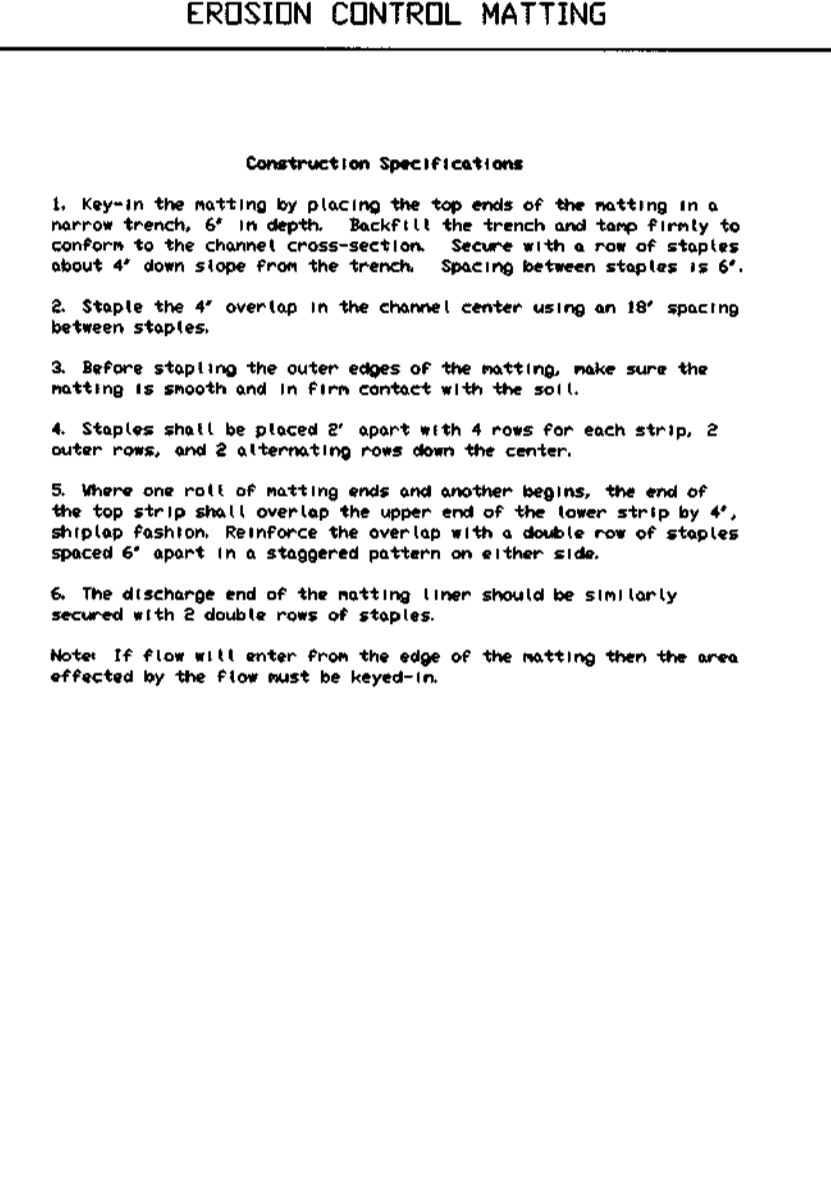 EROSION CONTROL MATTING
Construction Specifications
1. Key-in the matting by placing the top ends of the matting in a
narrow trench, 6" in depth. Backfill the trench and tamp firmly to
conform to the channel cross-section. Secure with a row of staples
about 4" down slope from the trench. Spacing between staples is 6".
2. Staple the 4" overlap in the channel center using an 18" spacing
between staples.
3. Before stapling the outer edges of the matting, make sure the
matting is smooth and in firm contact with the soil.
4. Staples shall be placed 2' apart with 4 rows for each strip, 2
outer rows, and 2 alternating rows down the center.
5. Where one roll of matting ends and another begins, the end of
the top strip shall overlap the upper end of the lower strip by 4",
shiplap fashion. Reinforce the overlap with a double row of staples
spaced 6" apart in a staggered pattern on either side.
6. The discharge end of the matting liner should be similarly
secured with 2 double rows of staples.
Note: If flow will enter from the edge of the matting then the area
effected by the flow must be keyed-in.